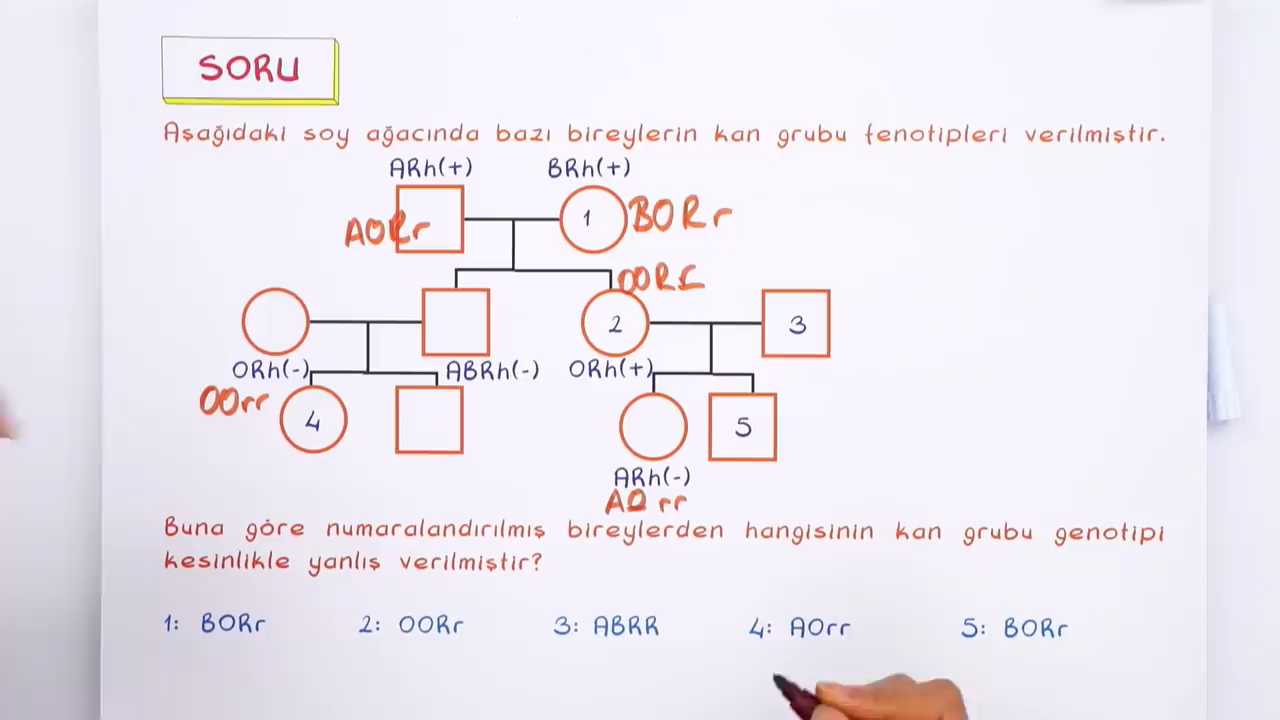 SORU
Aşağıdaki soy ağacında bazı bireylerin kan grubu fenotipleri verilmiştir.
ARh(+) BRh(+)
AORr 1 BORr
OORr
2 3
ORh(-) ABRh(-) ORh(+)
OOrr 4 5
ARh(-)
AO rr
Buna göre numaralandırılmış bireylerden hangisinin kan grubu genotipi
kesinlikle yanlış verilmiştir?
1: BORr 2: OORr 3: ABRR 4: AOrr 5: BORr